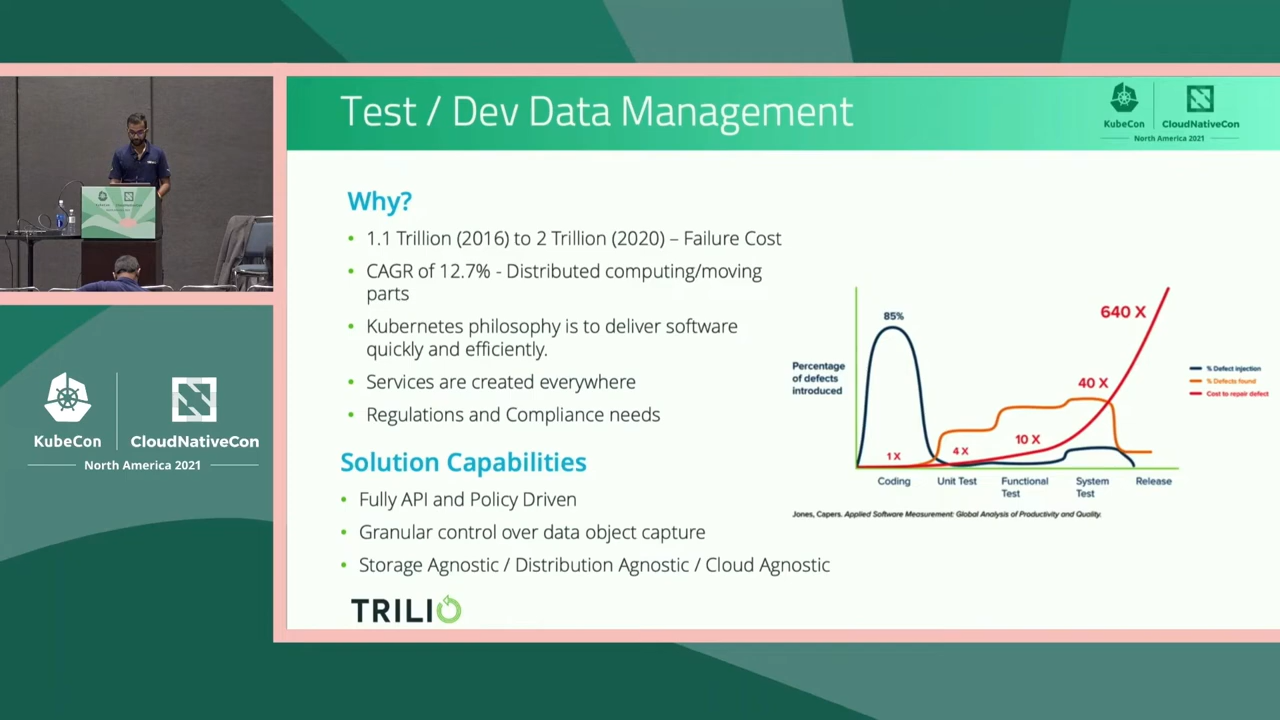 Test / Dev Data Management
KubeCon
CloudNativeCon
North America 2021
Why?
• 1.1 Trillion (2016) to 2 Trillion (2020) – Failure Cost
• CAGR of 12.7% - Distributed computing/moving
parts
• Kubernetes philosophy is to deliver software
quickly and efficiently.
• Services are created everywhere
• Regulations and Compliance needs
Solution Capabilities
• Fully API and Policy Driven
• Granular control over data object capture
• Storage Agnostic / Distribution Agnostic / Cloud Agnostic
TRILIO
Percentage
of defects
introduced
85%
1 X
4 X
10 X
40 X
640 X
Coding
Unit Test
Functional
Test
System
Test
Release
% Defect injection
% Defects found
Cost to repair defect
Jones, Capers. Applied Software Measurement: Global Analysis of Productivity and Quality.
KubeCon
CloudNativeCon
North America 2021